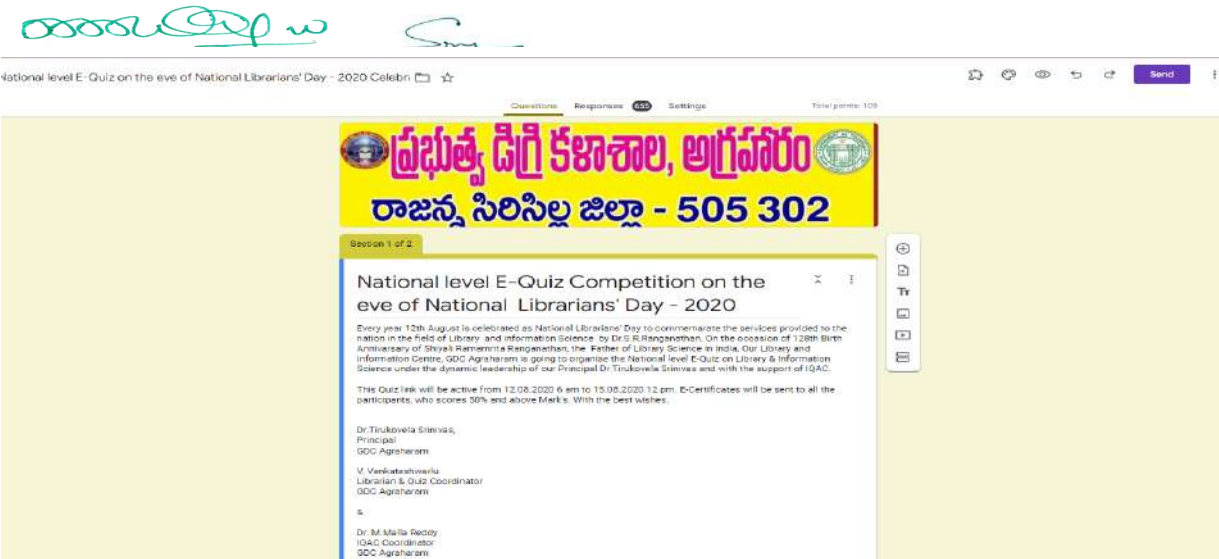 National level E-Quiz on the eve of National Librarians' Day - 2020 Celebri
Send
Questions Responses 655 Settings Total points: 109
ప్రభుత్వ డిగ్రీ కళాశాల, అగ్రహారం
రాజన్న సిరిసిల్ల జిల్లా - 505 302
Section 1 of 2
National level E-Quiz Competition on the
eve of National Librarians' Day - 2020
Every year 12th August is celebrated as National Librarians' Day to commemarate the services provided to the
nation in the field of Library and information Science by Dr.S.R.Ranganathan. On the occasion of 128th Birth
Annivarsary of Shiyali Ramamrita Renganathan, the Father of Library Science in India, Our Library and
Information Centre, GDC Agraharam is going to organise the National level E-Quiz on Library & Information
Science under the dynamic leadership of our Principal Dr.Tirukovela Srinivas and with the support of IQAC.
This Quiz link will be active from 12.08.2020 6 am to 15.08.2020 12 pm. E-Certificates will be sent to all the
participants, who scores 50% and above Mark's. With the best wishes.
Dr.Tirukovela Srinivas,
Principal
GDC Agraharam
V. Venkateshwarlu
Librarian & Quiz Coordinator
GDC Agraharam
&
Dr. M.Malla Reddy
IQAC Coordinator
GDC Agraharam